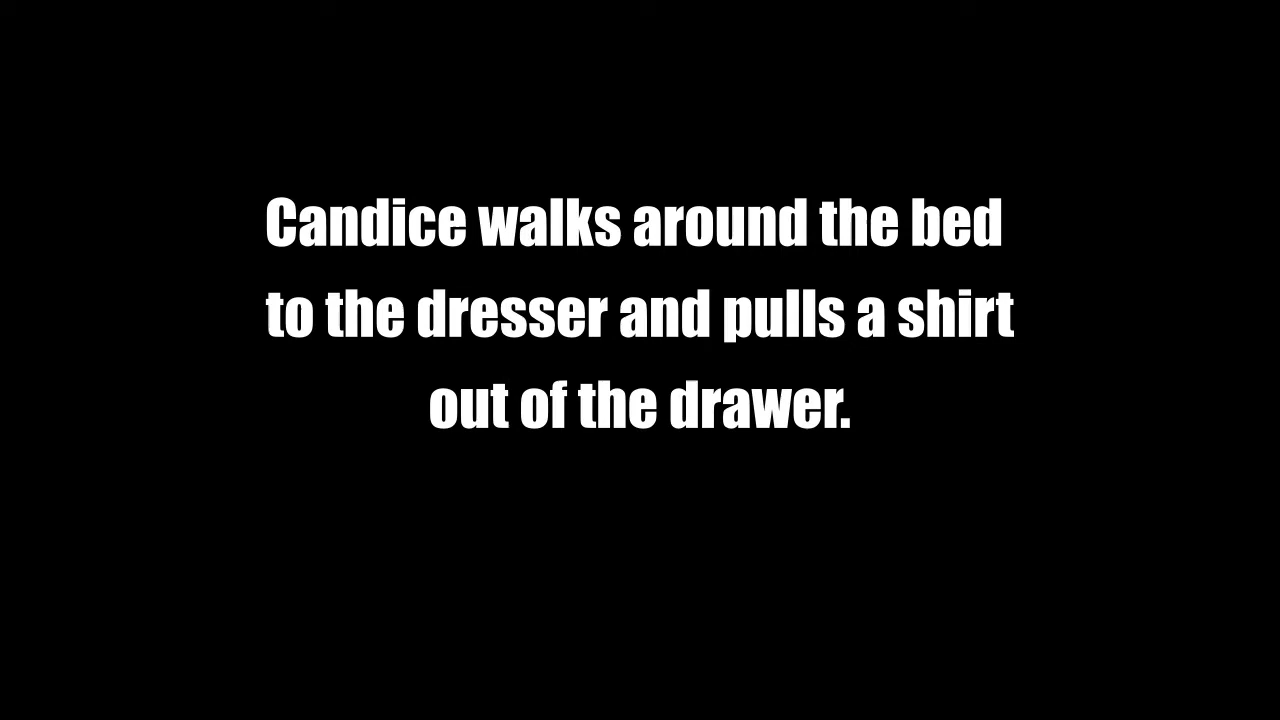 Candice walks around the bed
to the dresser and pulls a shirt
out of the drawer.